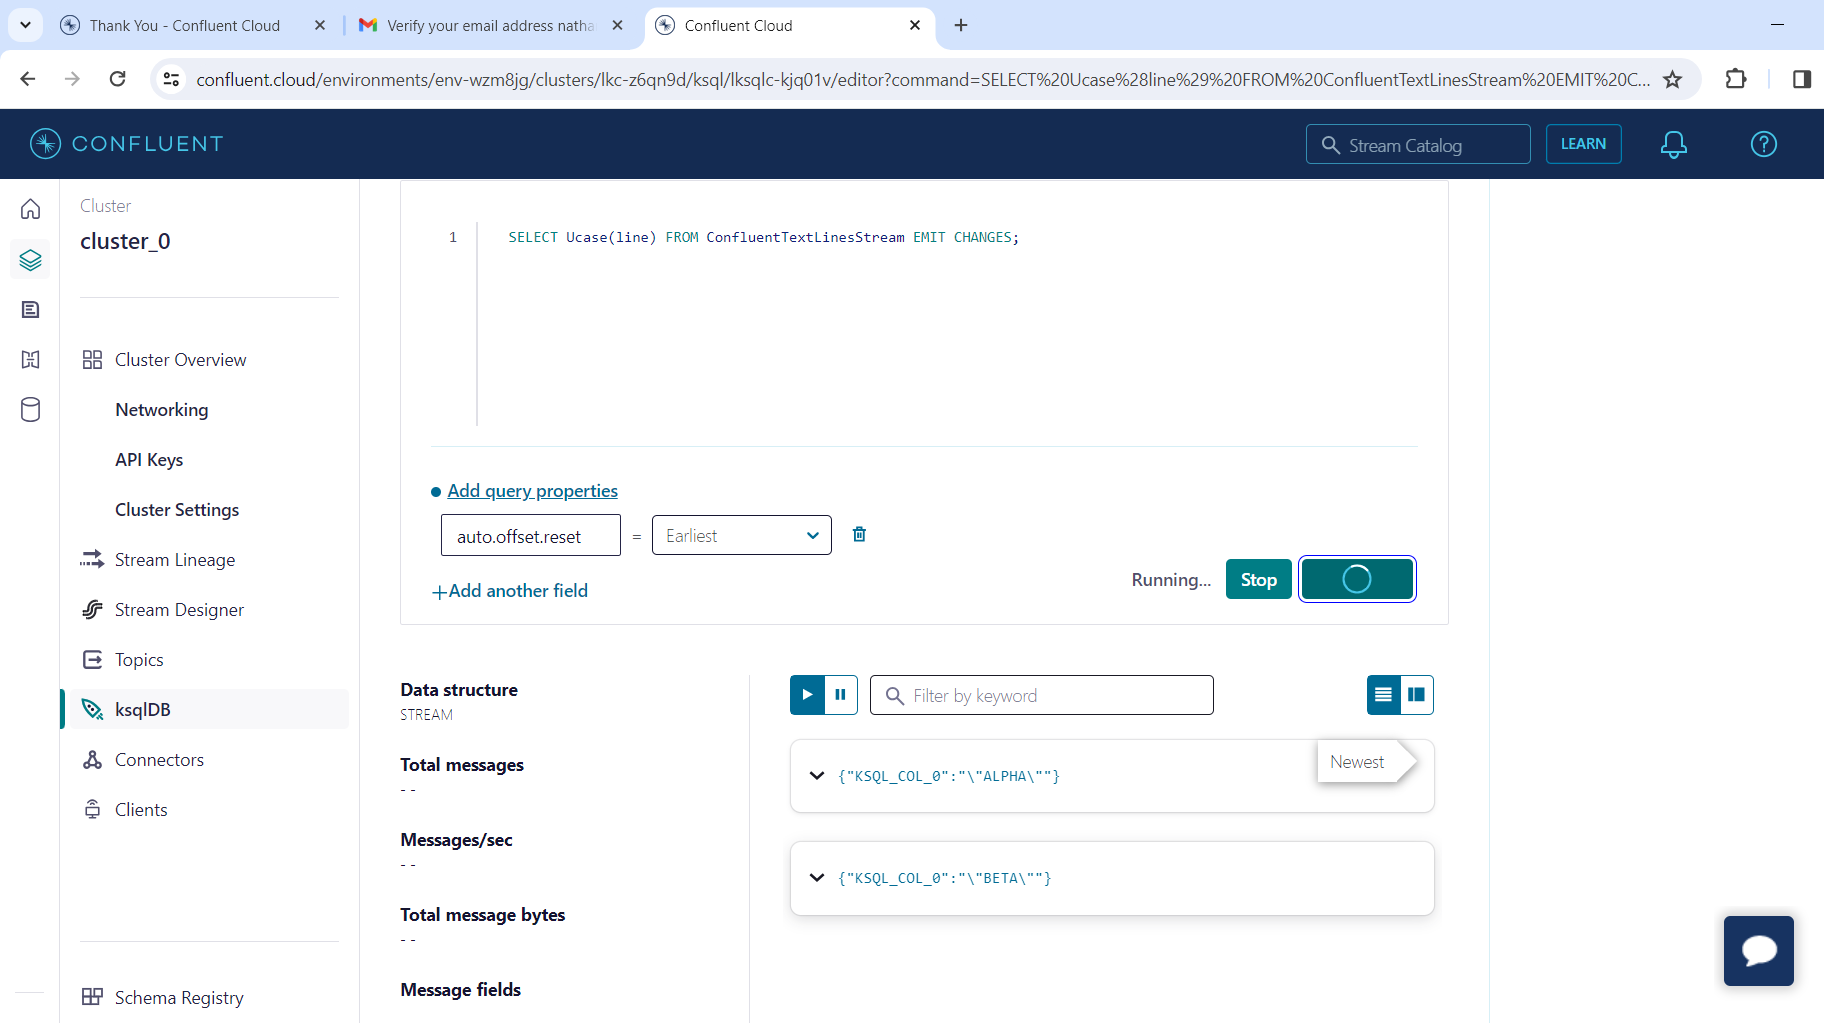 Thank You - Confluent Cloud
Verify your email address natha
Confluent Cloud
confluent.cloud/environments/env-wzm8jg/clusters/lkc-z6qn9d/ksql/lksqlc-kjq01v/editor?command=SELECT%20Ucase%28line%29%20FROM%20ConfluentTextLinesStream%20EMIT%20C...
CONFLUENT
Stream Catalog
LEARN
Cluster
cluster_0
Cluster Overview
Networking
API Keys
Cluster Settings
Stream Lineage
Stream Designer
Topics
ksqlDB
Connectors
Clients
Schema Registry
1 SELECT Ucase(line) FROM ConfluentTextLinesStream EMIT CHANGES;
Add query properties
auto.offset.reset = Earliest
+Add another field
Running... Stop
Data structure
STREAM
Total messages
- -
Messages/sec
- -
Total message bytes
- -
Message fields
Filter by keyword
Newest
{"KSQL_COL_0":"\"ALPHA\""}
{"KSQL_COL_0":"\"BETA\""}